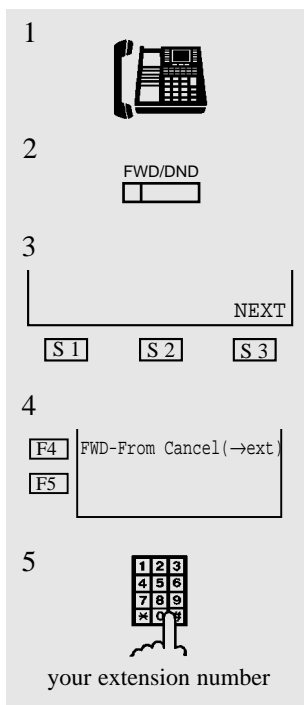 1
2
FWD/DND
3
NEXT
S 1 S 2 S 3
4
F4 FWD-From Cancel(→ext)
F5
5
1 2 3
4 5 6
7 8 9
* 0 #
your extension number